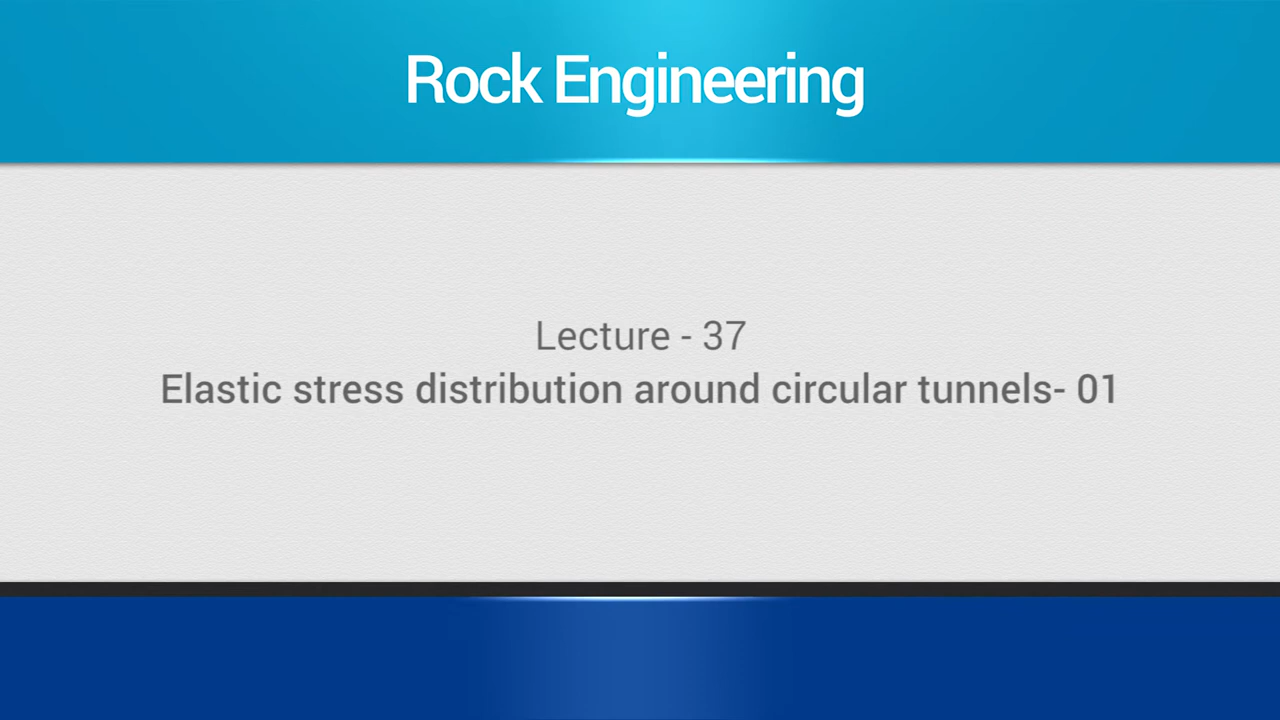 Rock Engineering
Lecture - 37
Elastic stress distribution around circular tunnels- 01